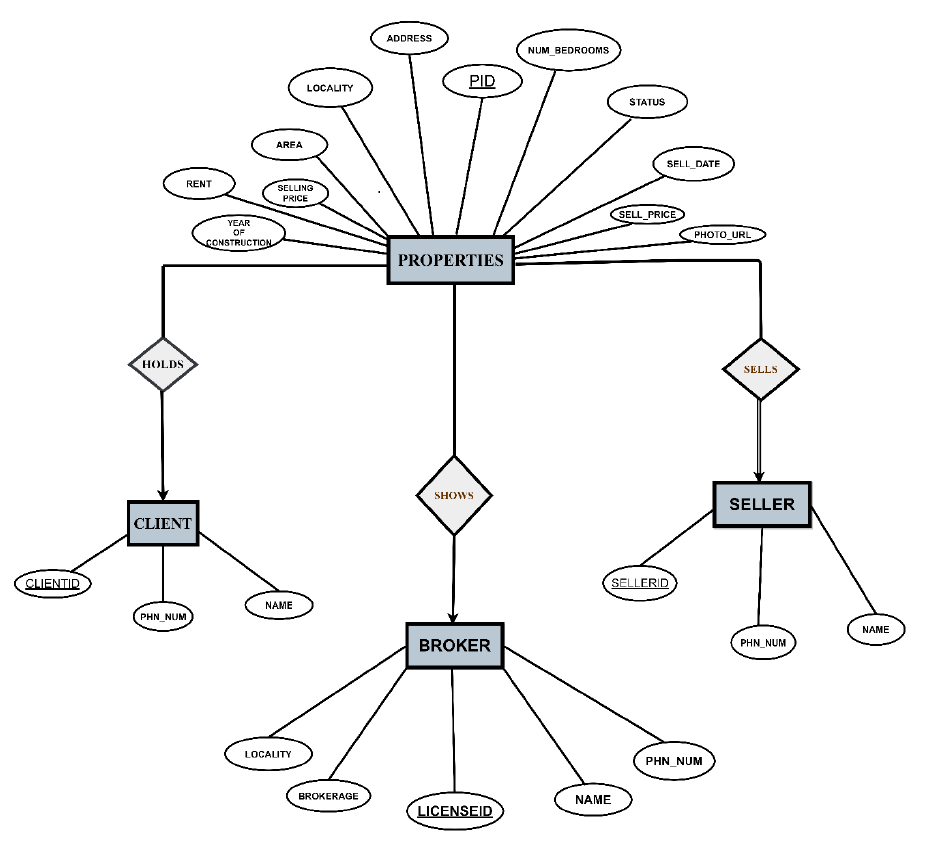 ADDRESS
NUM_BEDROOMS
PID
LOCALITY
STATUS
AREA
SELL_DATE
RENT
SELLING
PRICE
SELL_PRICE
YEAR
OF
CONSTRUCTION
PHOTO_URL
PROPERTIES
HOLDS
SELLS
SHOWS
CLIENT
SELLER
CLIENTID
PHN_NUM
NAME
SELLERID
PHN_NUM
NAME
BROKER
LOCALITY
BROKERAGE
LICENSEID
NAME
PHN_NUM